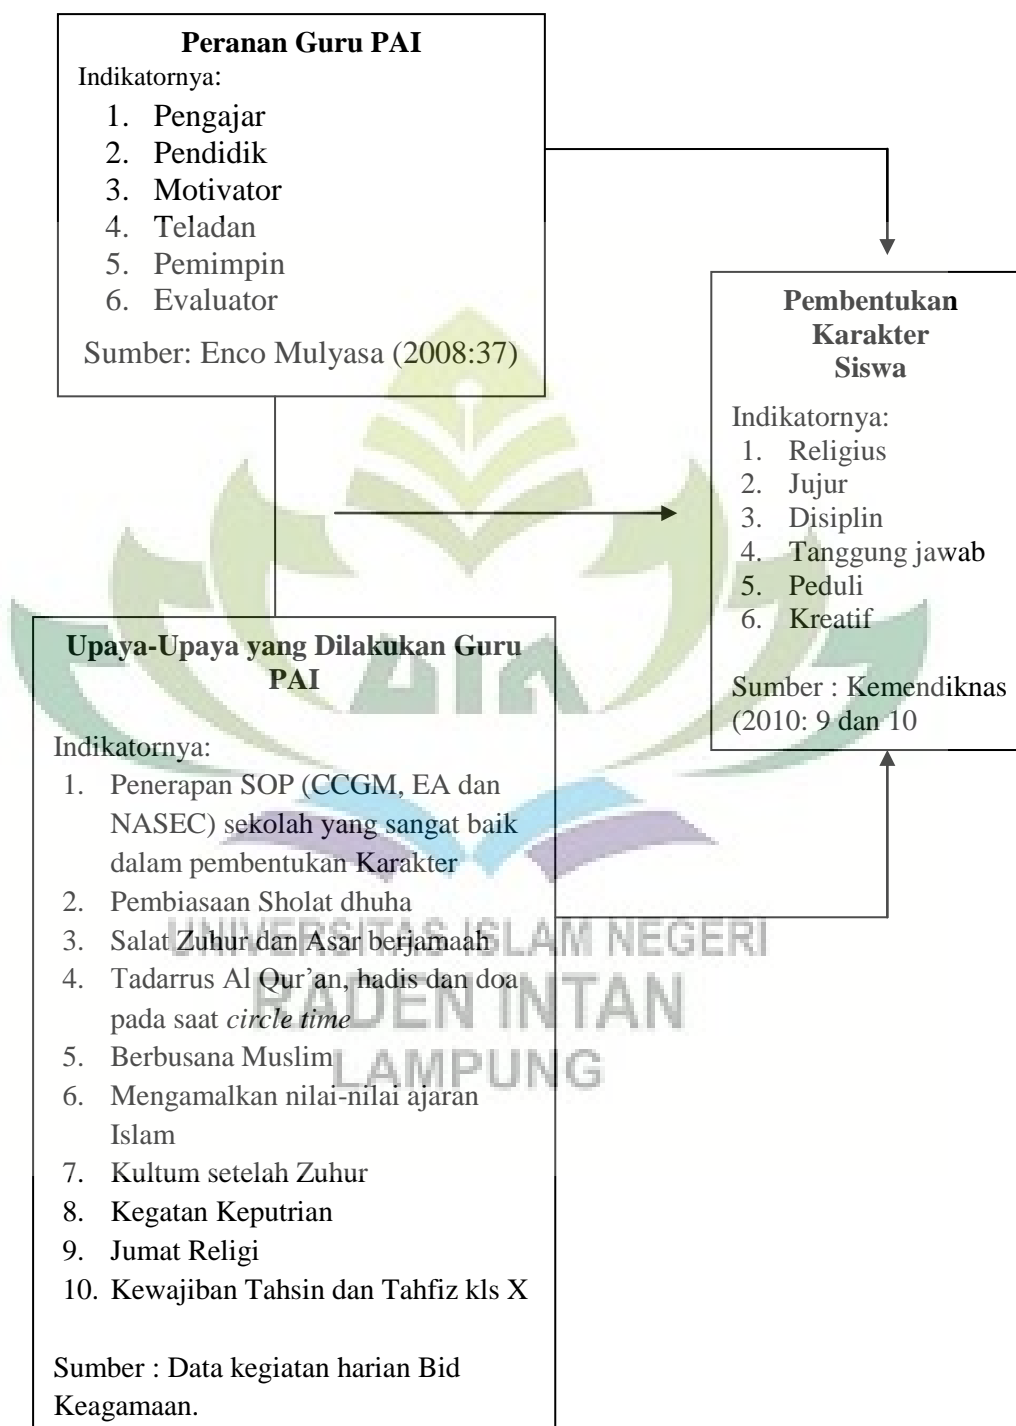 Peranan Guru PAI
Indikatornya:
1. Pengajar
2. Pendidik
3. Motivator
4. Teladan
5. Pemimpin
6. Evaluator
Sumber: Enco Mulyasa (2008:37)
Pembentukan
Karakter
Siswa
Indikatornya:
1. Religius
2. Jujur
3. Disiplin
4. Tanggung jawab
5. Peduli
6. Kreatif
Sumber : Kemendiknas
(2010: 9 dan 10
Upaya-Upaya yang Dilakukan Guru
PAI
Indikatornya:
1. Penerapan SOP (CCGM, EA dan
NASEC) sekolah yang sangat baik
dalam pembentukan Karakter
2. Pembiasaan Sholat dhuha
3. Salat Zuhur dan Asar berjamaah
4. Tadarrus Al Qur’an, hadis dan doa
pada saat circle time
5. Berbusana Muslim
6. Mengamalkan nilai-nilai ajaran
Islam
7. Kultum setelah Zuhur
8. Kegatan Keputrian
9. Jumat Religi
10. Kewajiban Tahsin dan Tahfiz kls X
Sumber : Data kegiatan harian Bid
Keagamaan.
UNIVERSITAS ISLAM NEGERI
RADEN INTAN
LAMPUNG